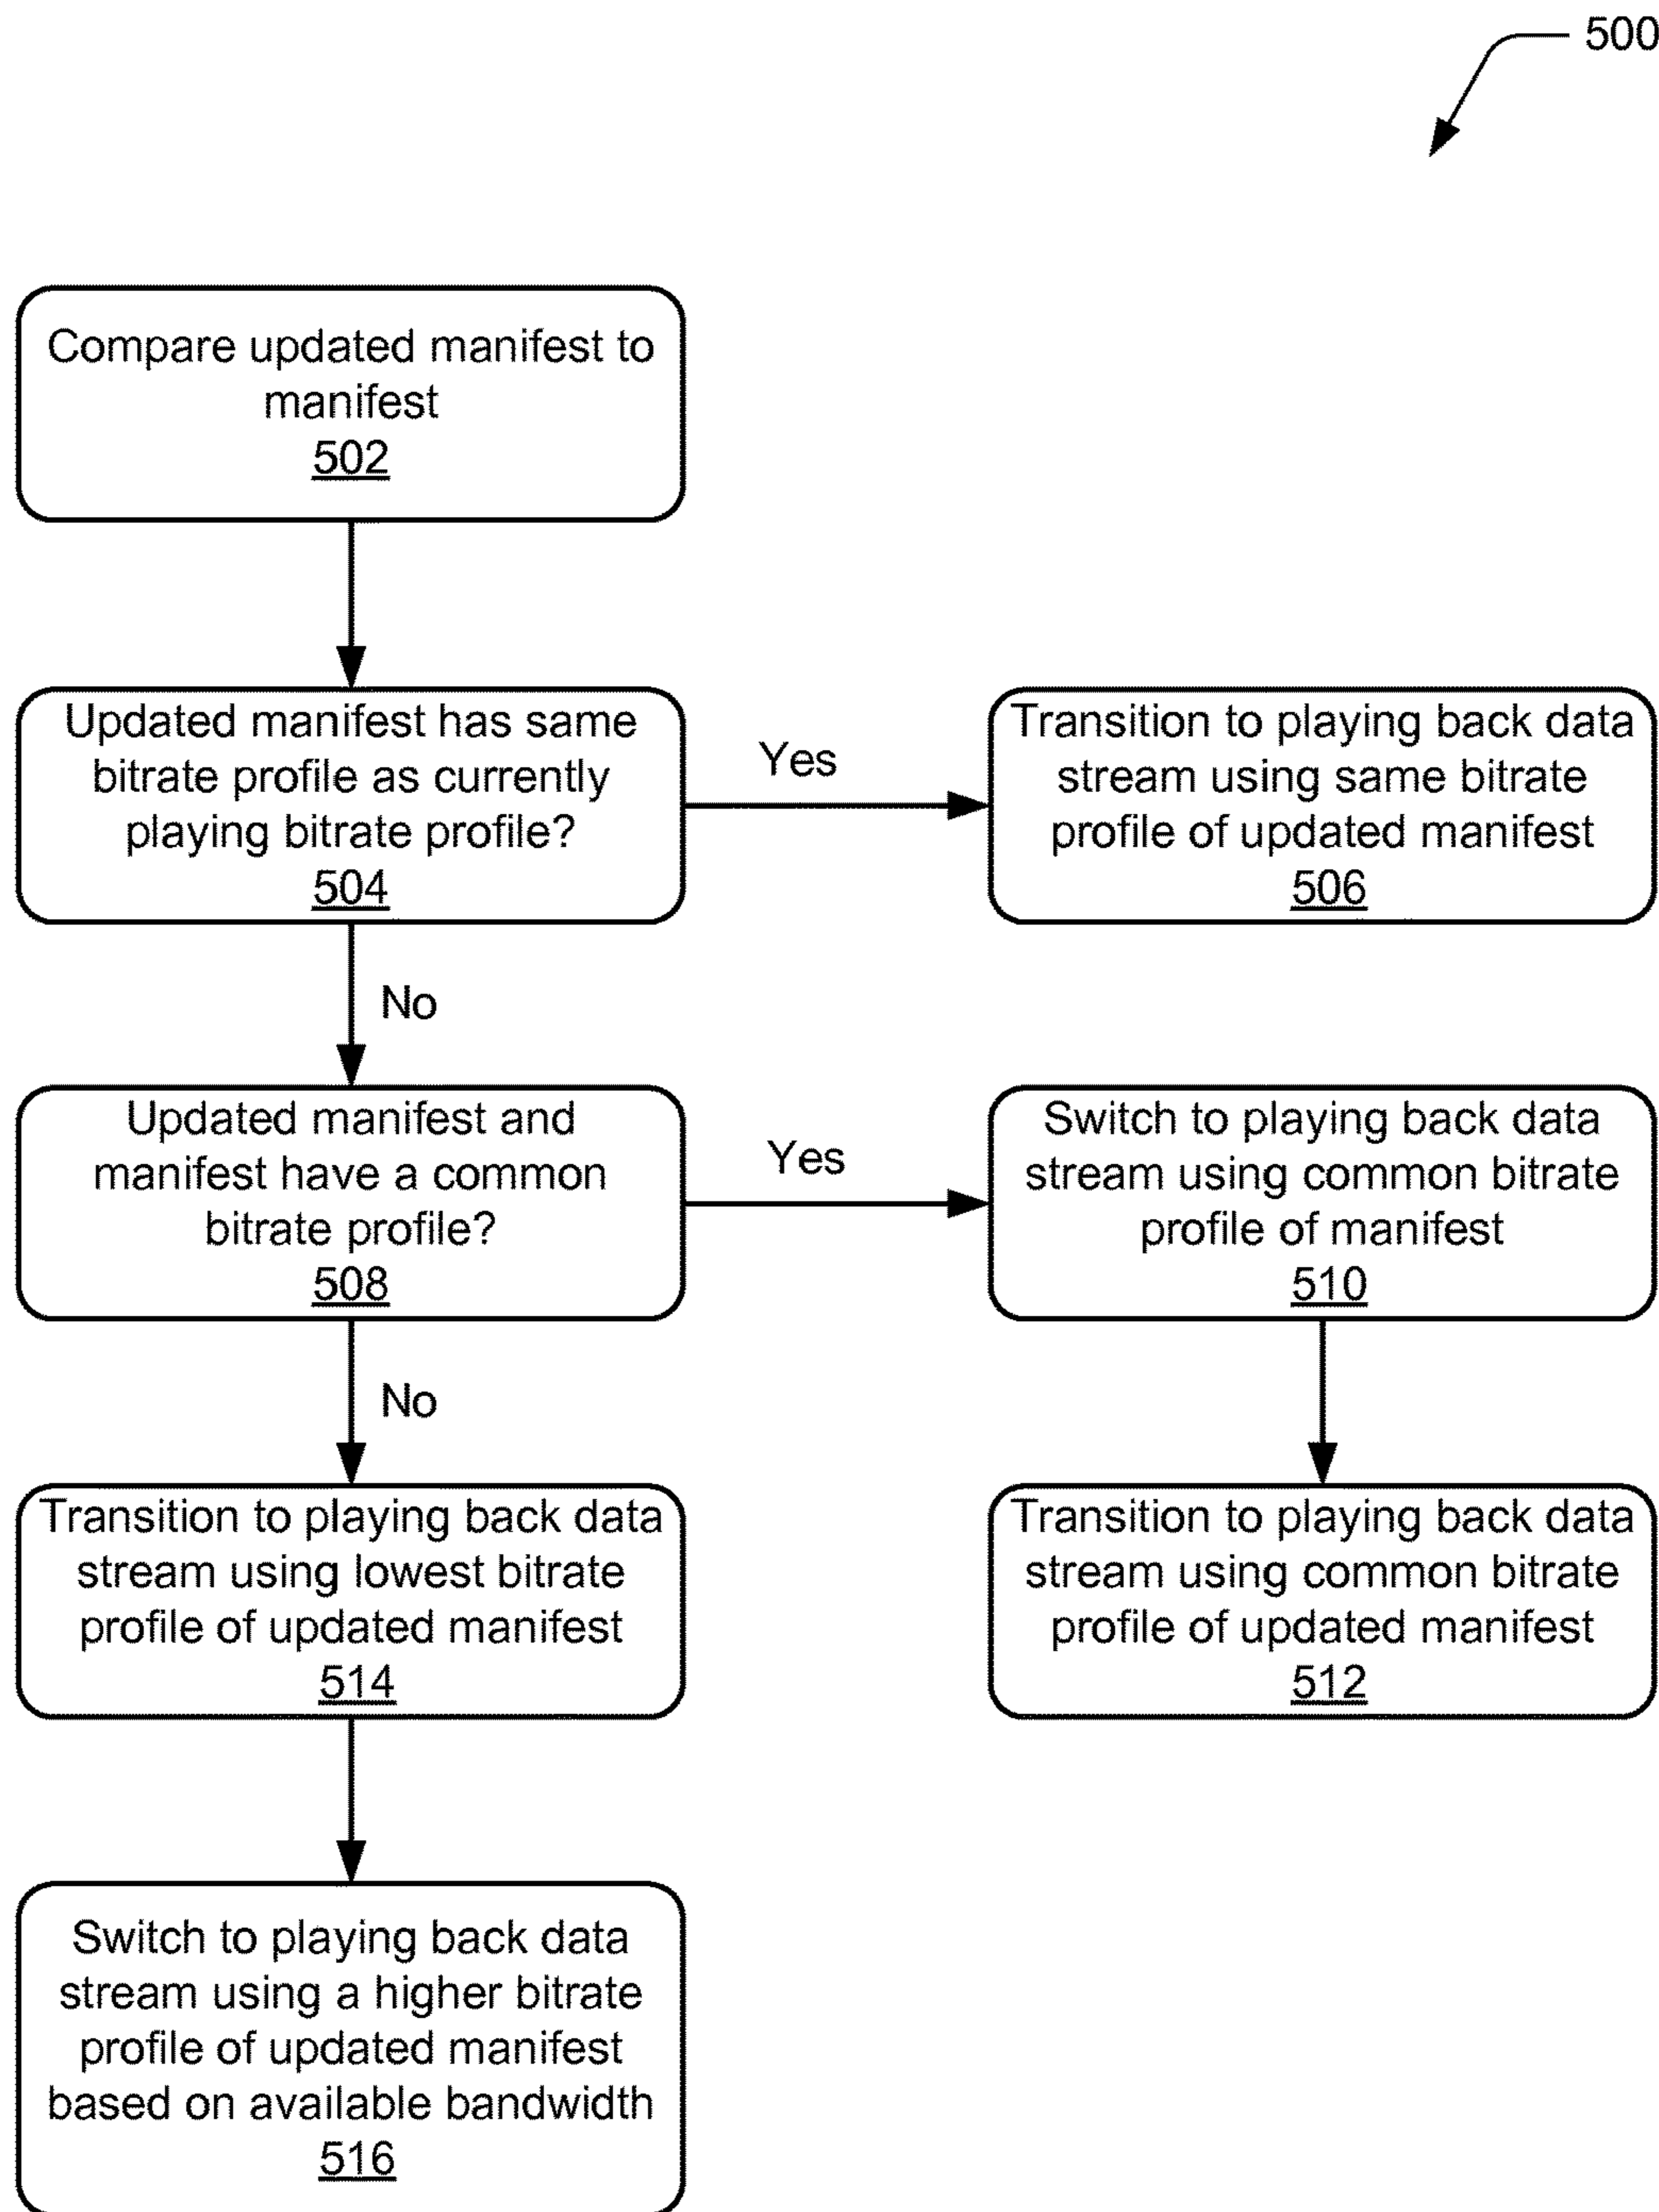 500
Compare updated manifest to
manifest
502
Updated manifest has same
bitrate profile as currently
playing bitrate profile?
504
Yes
Transition to playing back data
stream using same bitrate
profile of updated manifest
506
No
Updated manifest and
manifest have a common
bitrate profile?
508
Yes
Switch to playing back data
stream using common bitrate
profile of manifest
510
No
Transition to playing back data
stream using lowest bitrate
profile of updated manifest
514
Transition to playing back data
stream using common bitrate
profile of updated manifest
512
Switch to playing back data
stream using a higher bitrate
profile of updated manifest
based on available bandwidth
516